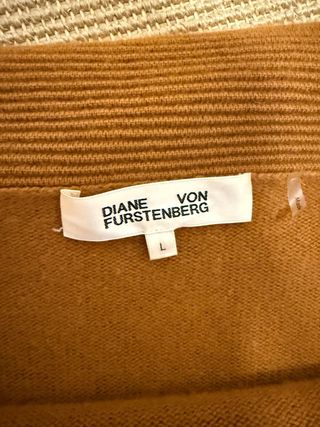 DIANE VON
FURSTENBERG
L